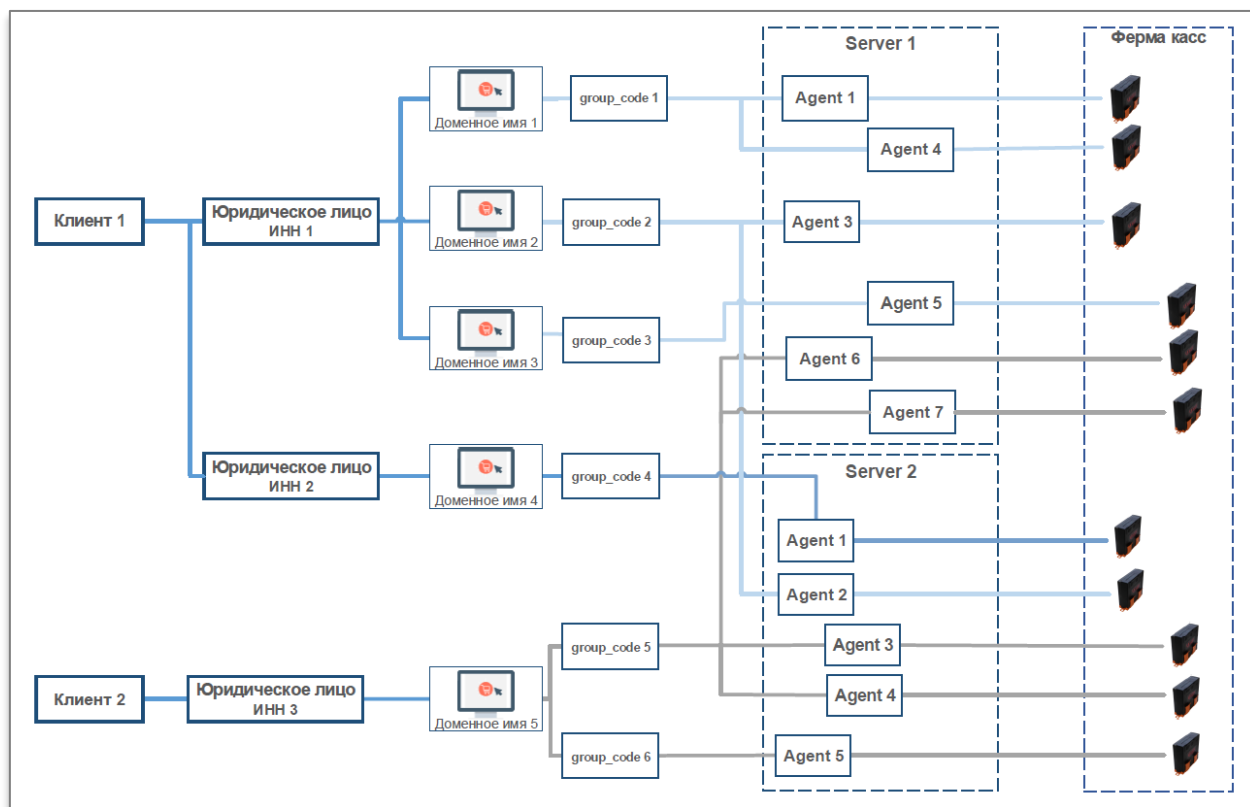 Server 1
Ферма касс
Доменное имя 1
group_code 1
Agent 1
Agent 4
Клиент 1
Юридическое лицо
ИНН 1
Доменное имя 2
group_code 2
Agent 3
Доменное имя 3
group_code 3
Agent 5
Agent 6
Agent 7
Юридическое лицо
ИНН 2
Доменное имя 4
group_code 4
Server 2
Agent 1
Agent 2
Клиент 2
Юридическое лицо
ИНН 3
Доменное имя 5
group_code 5
Agent 3
Agent 4
group_code 6
Agent 5